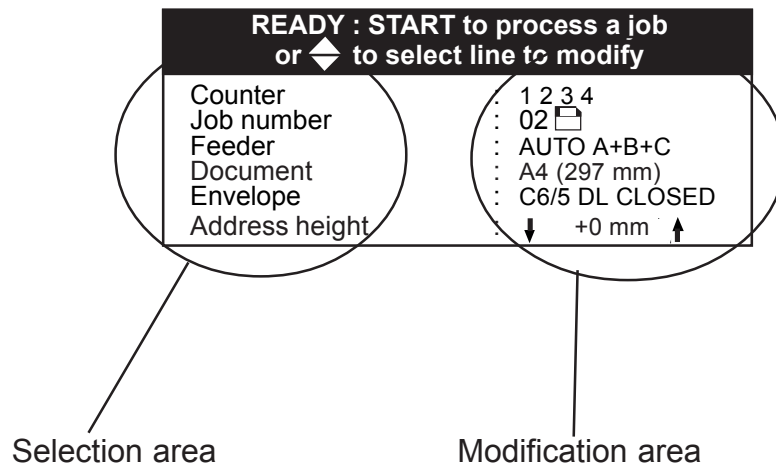 READY : START to process a job
or to select line to modify
Counter : 1 2 3 4
Job number : 02
Feeder : AUTO A+B+C
Document : A4 (297 mm)
Envelope : C6/5 DL CLOSED
Address height : +0 mm
Selection area
Modification area